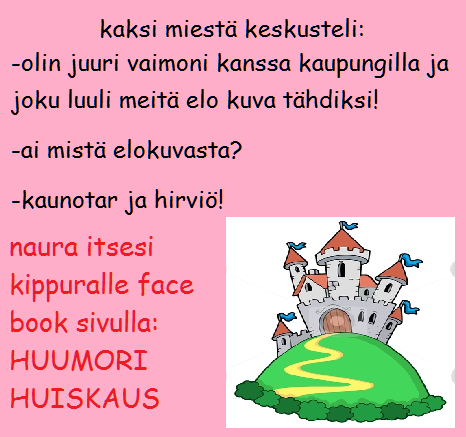 kaksi miestä keskusteli:
-olin juuri vaimoni kanssa kaupungilla ja
joku luuli meitä elo kuva tähdiksi!
-ai mistä elokuvasta?
-kaunotar ja hirviö!
naura itsesi
kippuralle face
book sivulla:
HUUMORI
HUISKAUS